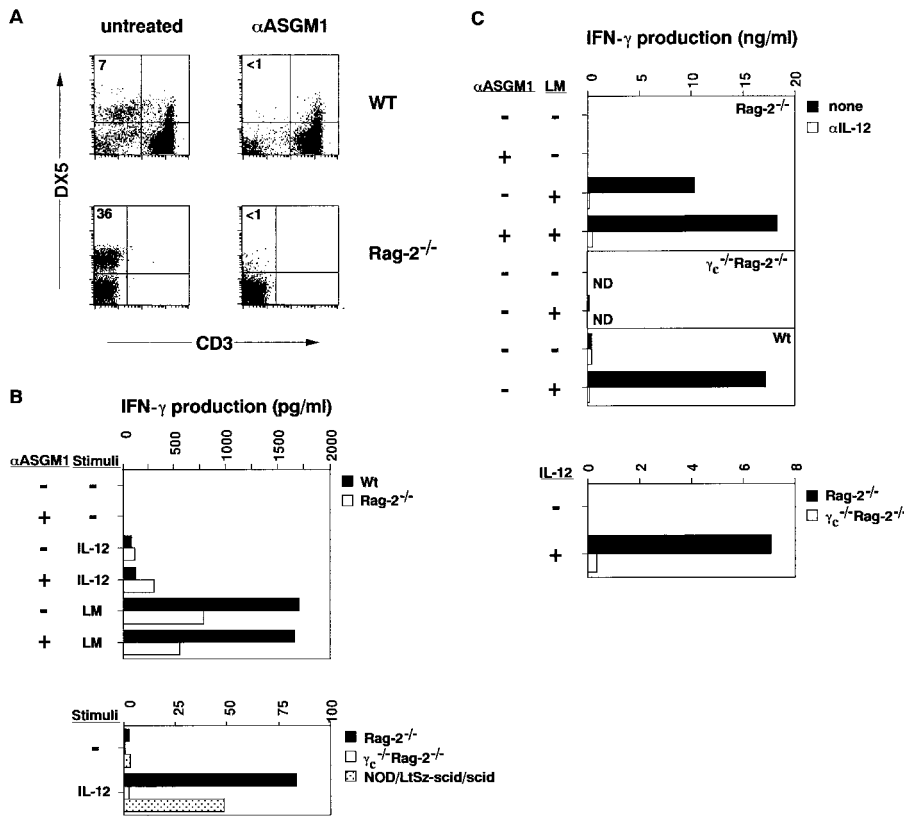 A
untreated
αASGM1
7
<1
WT
DX5
36
<1
Rag-2-/-
CD3
B
IFN-γ production (pg/ml)
0
500
1000
1500
2000
αASGM1 Stimuli
- -
+ -
- IL-12
+ IL-12
- LM
+ LM
Wt
Rag-2-/-
0
25
50
75
100
Stimuli
-
IL-12
Rag-2-/-
γc-/-Rag-2-/-
NOD/LtSz-scid/scid
C
IFN-γ production (ng/ml)
0
5
10
15
20
αASGM1 LM
none
αIL-12
Rag-2-/-
- -
+ -
- +
+ +
γc-/-Rag-2-/-
- - ND
- + ND
Wt
- -
- +
0
2
4
6
8
IL-12
-
+
Rag-2-/-
γc-/-Rag-2-/-